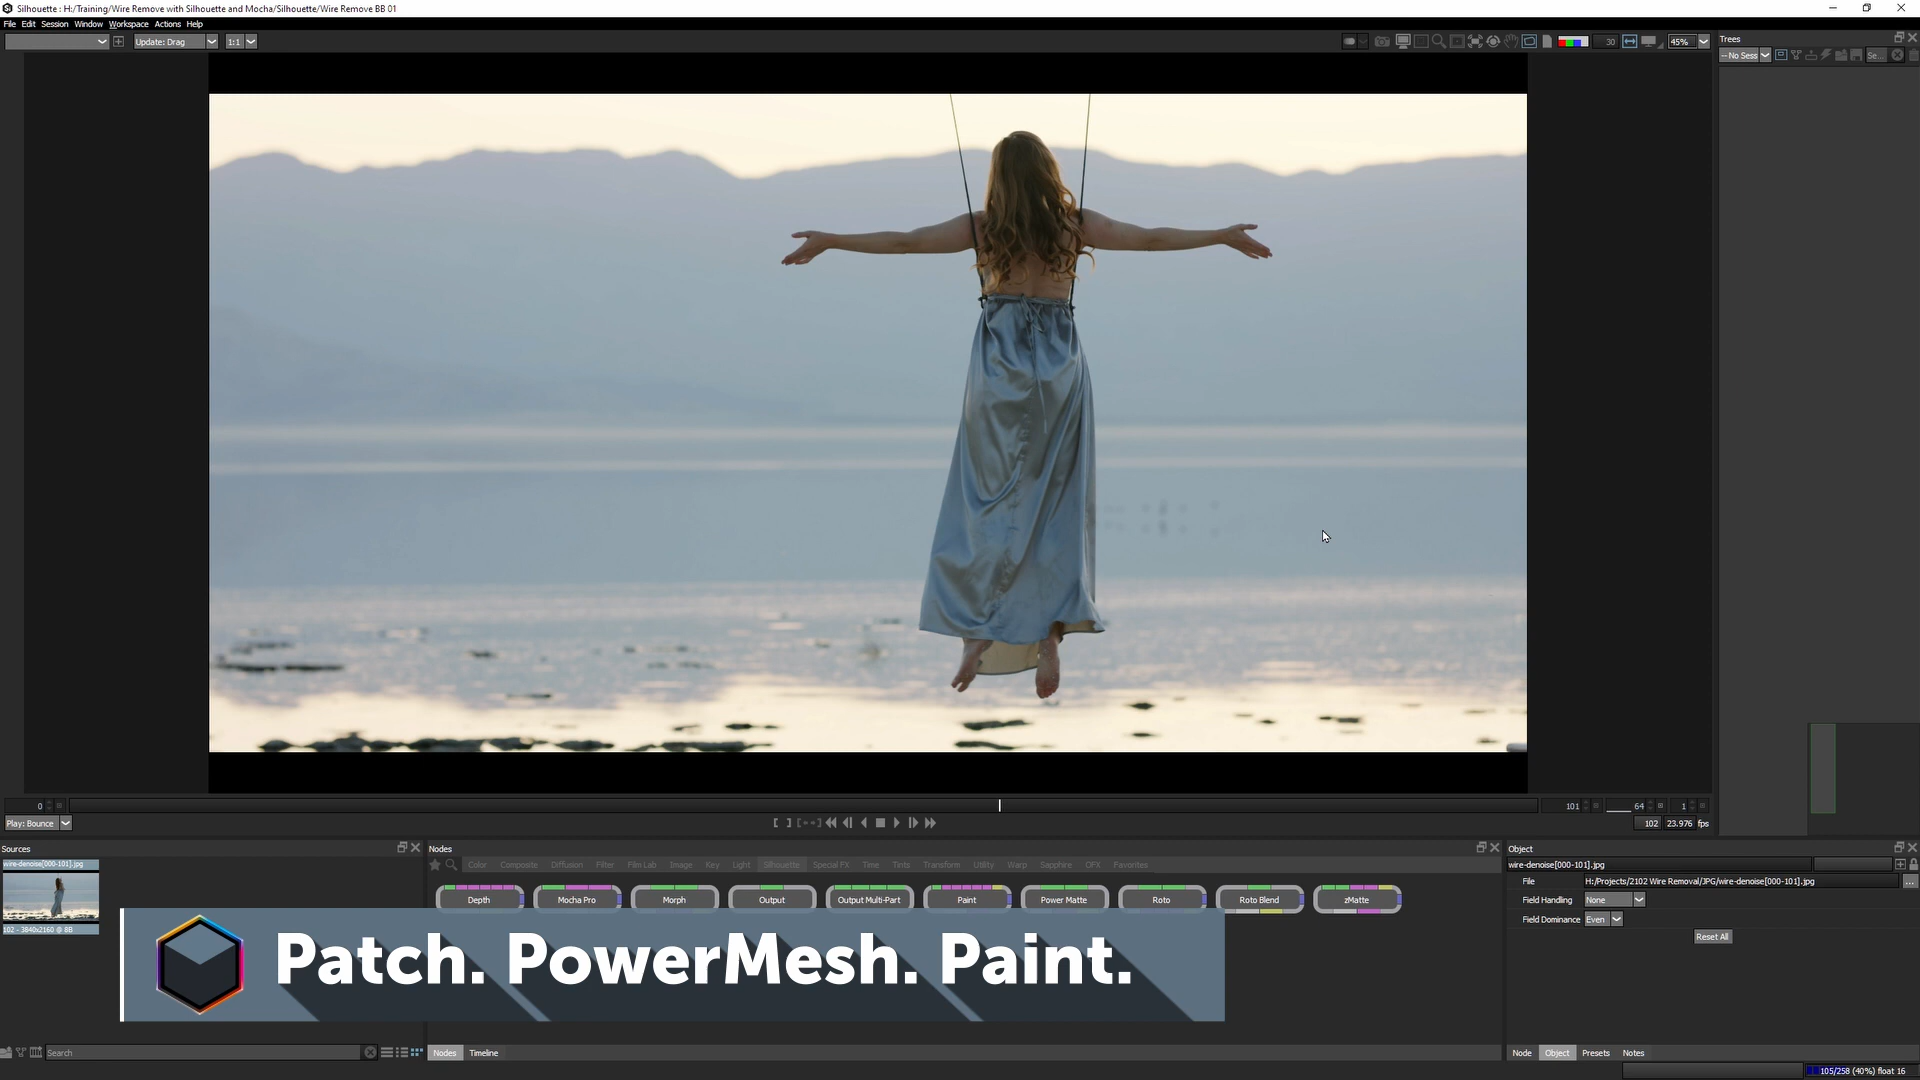 Silhouette : H:/Training/Wire Remove with Silhouette and Mocha/Silhouette/Wire Remove BB 01
File Edit Session Window Workspace Actions Help
Update: Drag 1:1 30 45%
Trees
-- No Sess Se...
0 101 64 1
Play: Bounce 102 23.976 fps
Sources
wire-denoise[000-101].jpg
102 - 3840x2160 @ 8B
Nodes
Color Composite Diffusion Filter Film Lab Image Key Light Silhouette Special FX Time Tints Transform Utility Warp Sapphire OFX Favorites
Depth Mocha Pro Morph Output Output Multi-Part Paint Power Matte Roto Roto Blend zMatte
Object
wire-denoise[000-101].jpg
File H:/Projects/2102 Wire Removal/JPG/wire-denoise[000-101].jpg ...
Field Handling None
Field Dominance Even
Reset All
Patch. PowerMesh. Paint.
Search
Nodes Timeline
Node Object Presets Notes
105/258 (40%) float 16